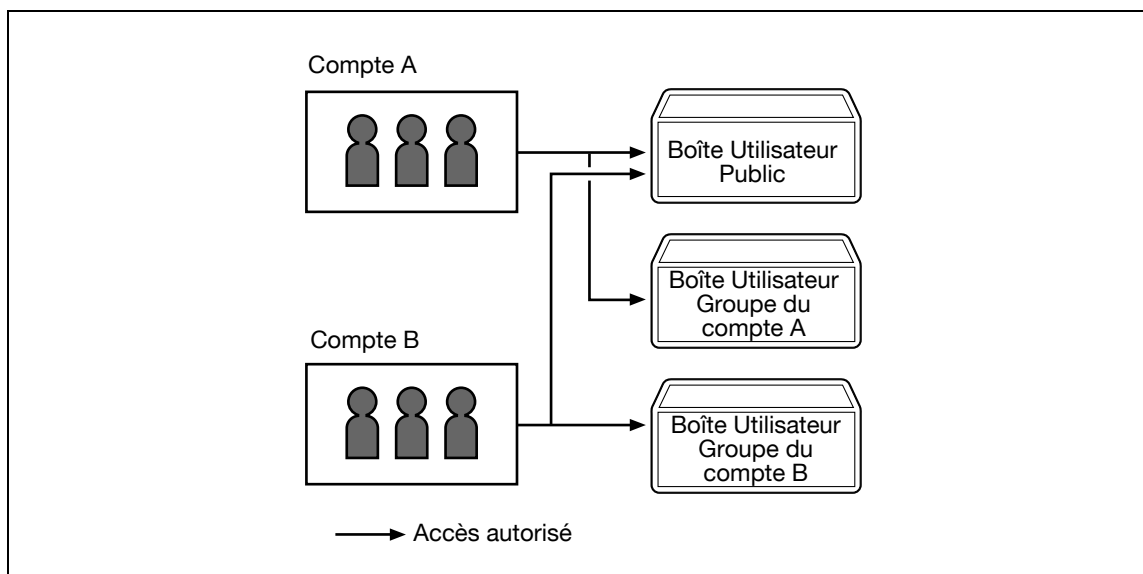 Compte A
Boîte Utilisateur
Public
Boîte Utilisateur
Groupe du
compte A
Compte B
Boîte Utilisateur
Groupe du
compte B
Accès autorisé